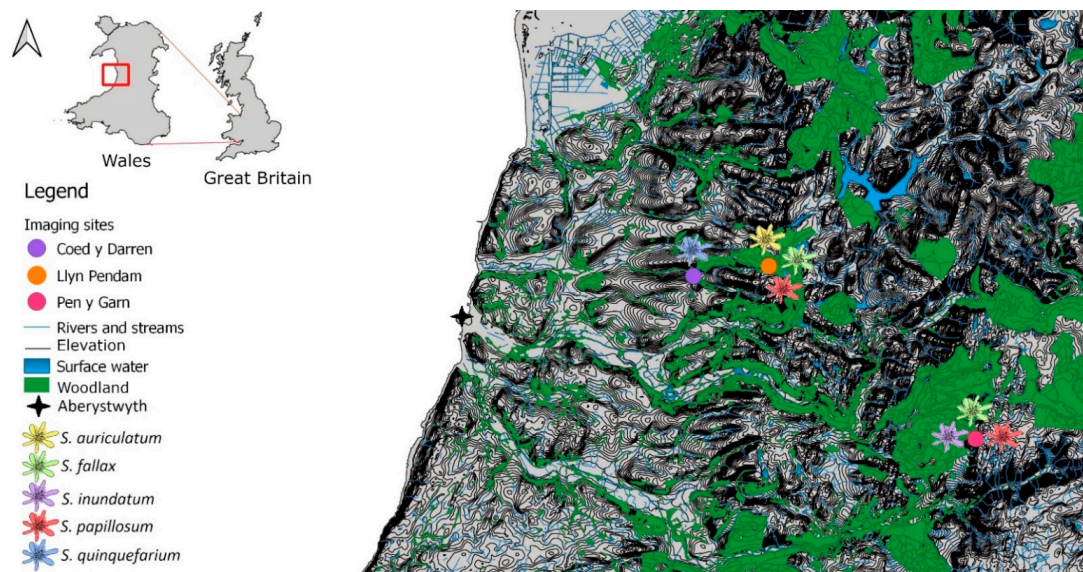 Wales
Great Britain
Legend
Imaging sites
Coed y Darren
Llyn Pendam
Pen y Garn
Rivers and streams
Elevation
Surface water
Woodland
Aberystwyth
S. auriculatum
S. fallax
S. inundatum
S. papillosum
S. quinquefarium